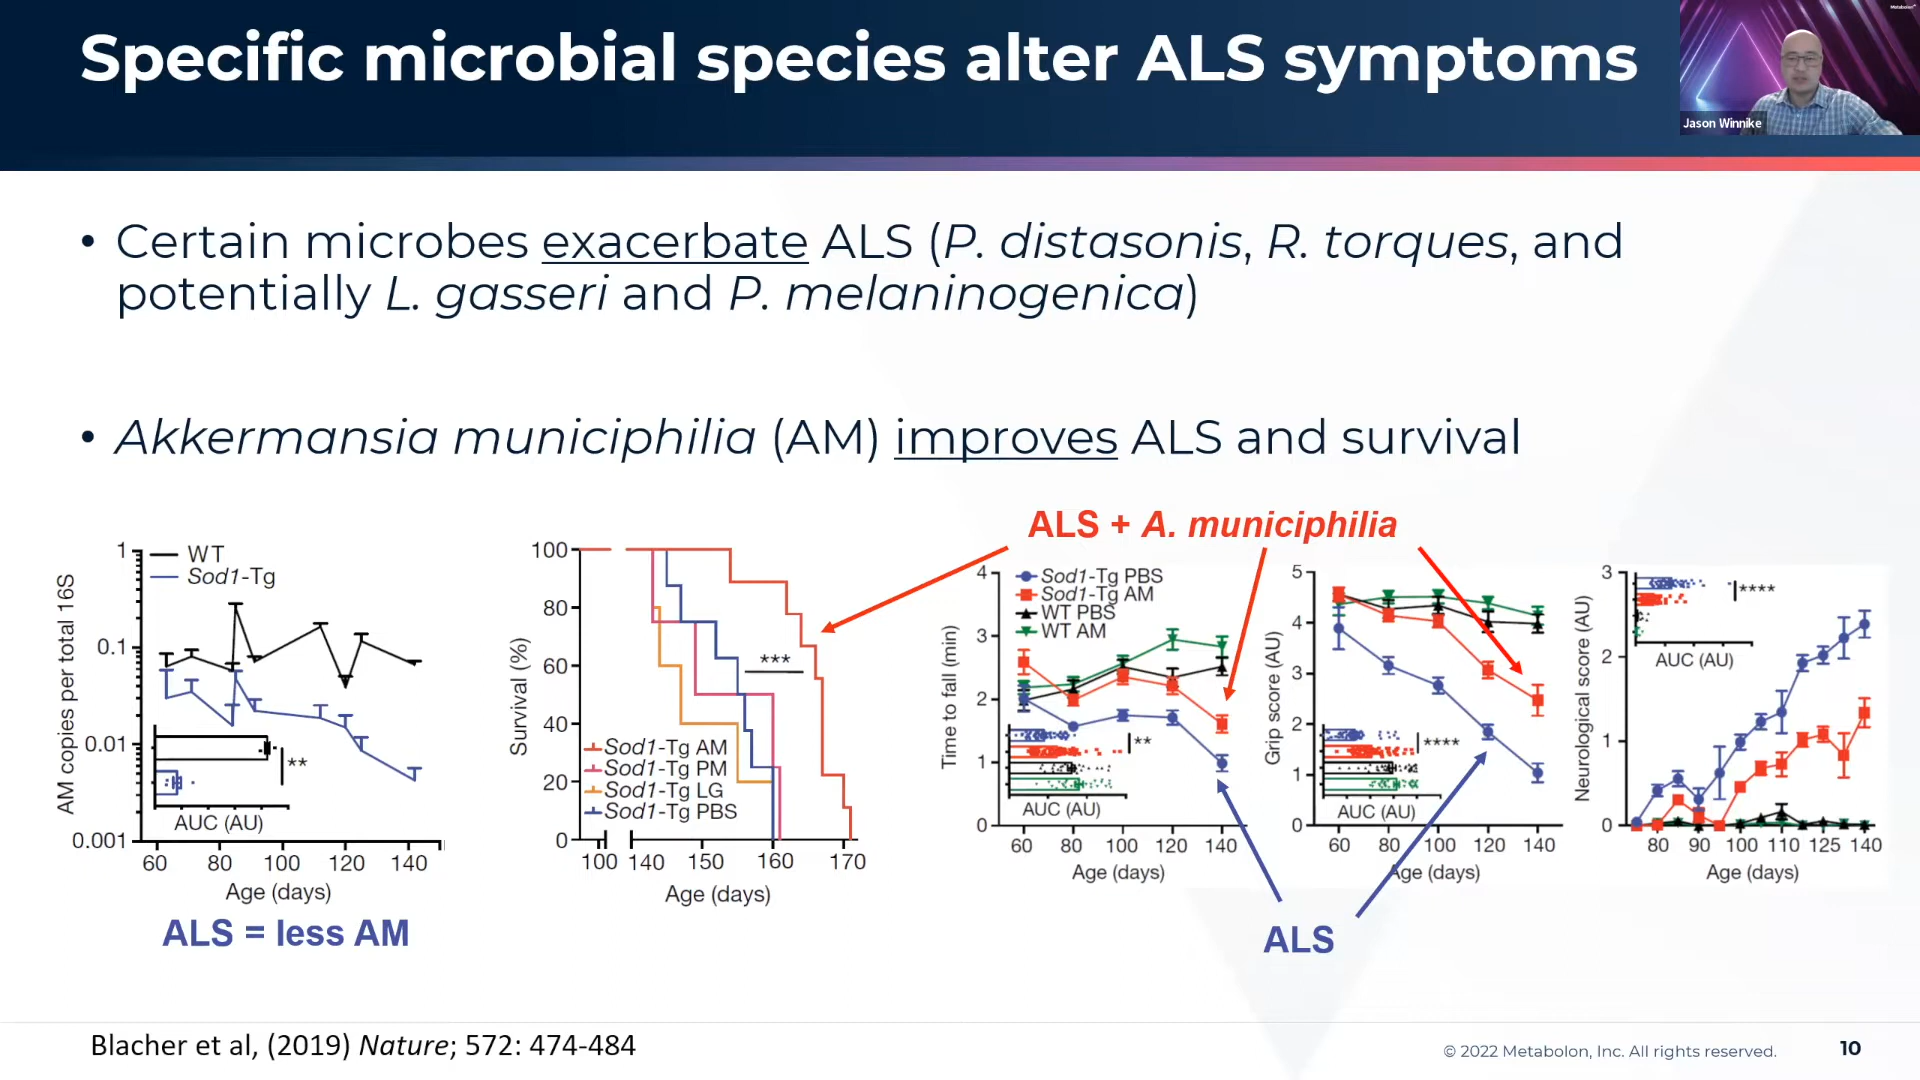 Specific microbial species alter ALS symptoms
Metabolon
Jason Winnike
• Certain microbes exacerbate ALS (P. distasonis, R. torques, and
potentially L. gasseri and P. melaninogenica)
• Akkermansia municiphilia (AM) improves ALS and survival
ALS + A. municiphilia
AM copies per total 16S
1
0.1
0.01
0.001
WT
Sod1-Tg
**
AUC (AU)
60 80 100 120 140
Age (days)
ALS = less AM
Survival (%)
100
80
60
40
20
0
***
Sod1-Tg AM
Sod1-Tg PM
Sod1-Tg LG
Sod1-Tg PBS
100 140 150 160 170
Age (days)
Time to fall (min)
4
3
2
1
0
Sod1-Tg PBS
Sod1-Tg AM
WT PBS
WT AM
**
AUC (AU)
60 80 100 120 140
Age (days)
Grip score (AU)
5
4
3
2
1
0
****
AUC (AU)
60 80 100 120 140
Age (days)
ALS
Neurological score (AU)
3
2
1
0
****
AUC (AU)
80 90 100 110 125 140
Age (days)
Blacher et al, (2019) Nature; 572: 474-484
© 2022 Metabolon, Inc. All rights reserved.
10